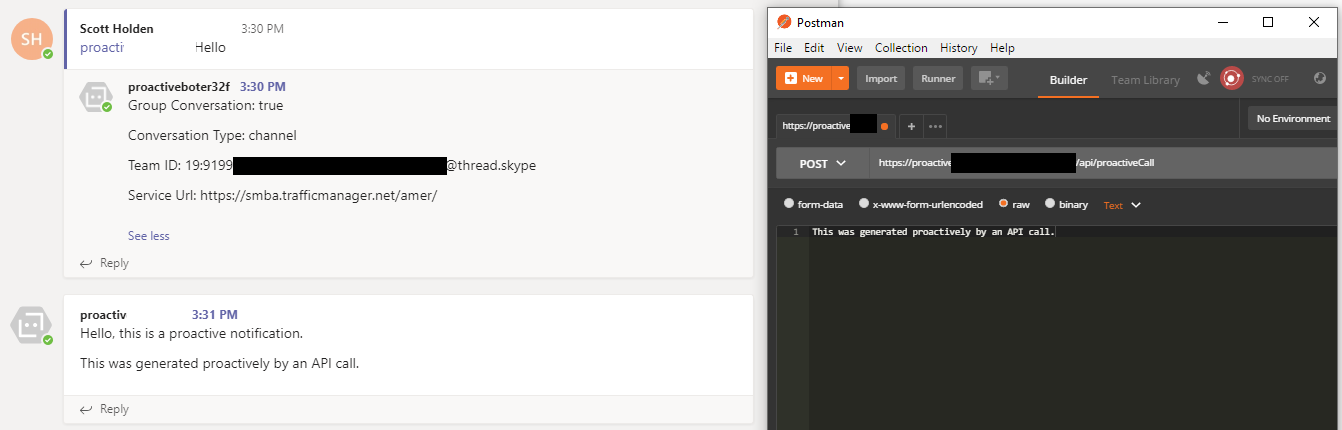 SH
Scott Holden 3:30 PM
Hello
proactiveboter32f 3:30 PM
Group Conversation: true
Conversation Type: channel
Team ID: 19:9199 @thread.skype
Service Url: https://smba.trafficmanager.net/amer/
See less
Reply
proactiv 3:31 PM
Hello, this is a proactive notification.
This was generated proactively by an API call.
Reply
Postman
File Edit View Collection History Help
New Import Runner Builder Team Library SYNC OFF
https://proactive + ••• No Environment
POST https://proactive /api/proactiveCall
form-data x-www-form-urlencoded raw binary Text
1 This was generated proactively by an API call.